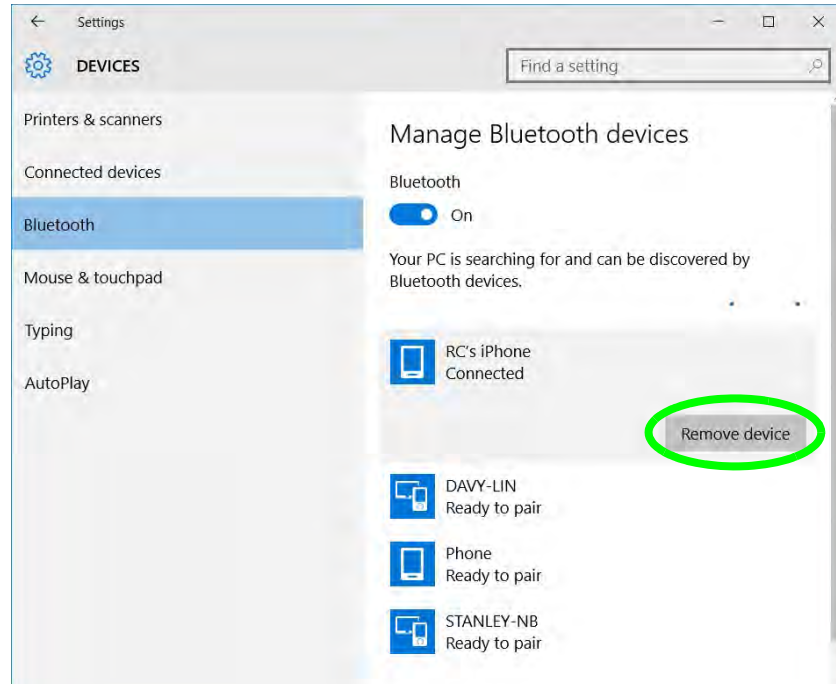 Settings
DEVICES
Find a setting
Printers & scanners
Connected devices
Bluetooth
Mouse & touchpad
Typing
AutoPlay
Manage Bluetooth devices
Bluetooth
On
Your PC is searching for and can be discovered by
Bluetooth devices.
RC's iPhone
Connected
Remove device
DAVY-LIN
Ready to pair
Phone
Ready to pair
STANLEY-NB
Ready to pair